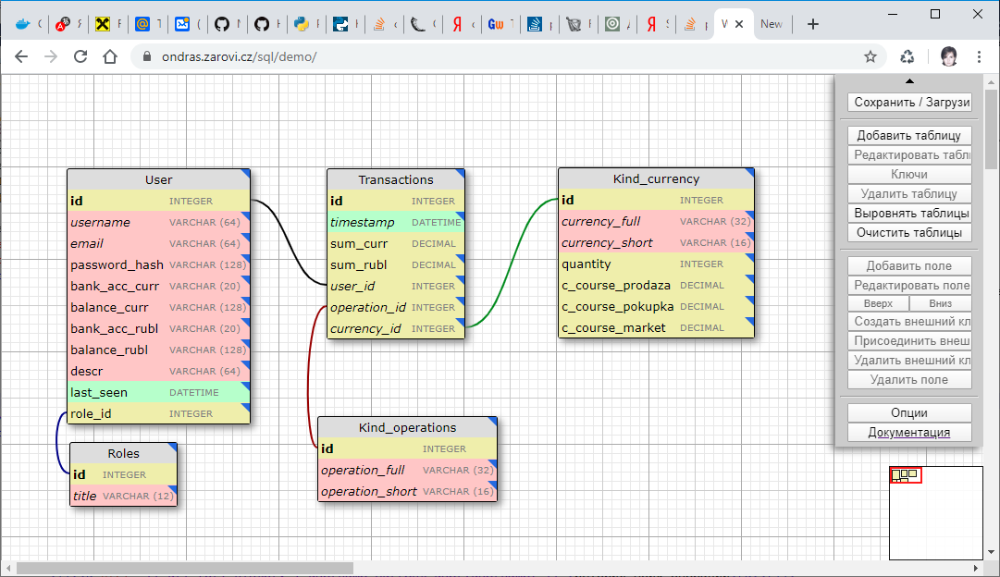 New
ondras.zarovi.cz/sql/demo/
Сохранить / Загрузи
Добавить таблицу
Редактировать табл
Ключи
Удалить таблицу
Выровнять таблицы
Очистить таблицы
Добавить поле
Редактировать поле
Вверх Вниз
Создать внешний кл
Присоединить внеш
Удалить внешний кл
Удалить поле
Опции
Документация
User
id INTEGER
username VARCHAR (64)
email VARCHAR (64)
password_hash VARCHAR (128)
bank_acc_curr VARCHAR (20)
balance_curr VARCHAR (128)
bank_acc_rubl VARCHAR (20)
balance_rubl VARCHAR (128)
descr VARCHAR (64)
last_seen DATETIME
role_id INTEGER
Roles
id INTEGER
title VARCHAR (12)
Transactions
id INTEGER
timestamp DATETIME
sum_curr DECIMAL
sum_rubl DECIMAL
user_id INTEGER
operation_id INTEGER
currency_id INTEGER
Kind_operations
id INTEGER
operation_full VARCHAR (32)
operation_short VARCHAR (16)
Kind_currency
id INTEGER
currency_full VARCHAR (32)
currency_short VARCHAR (16)
quantity INTEGER
c_course_prodaza DECIMAL
c_course_pokupka DECIMAL
c_course_market DECIMAL